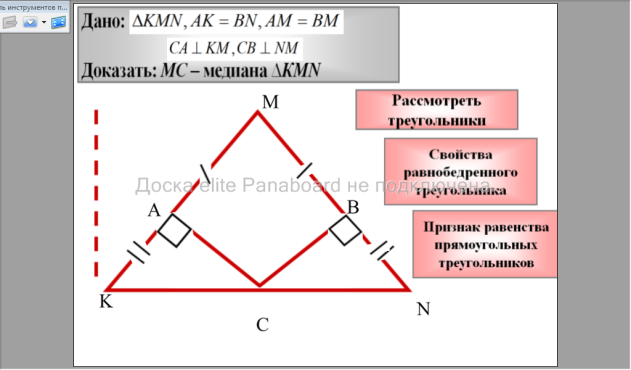 ль инструментов п...
Дано: ΔKMN, AK = BN, AM = BM
CA ⊥ KM, CB ⊥ NM
Доказать: MC – медиана ΔKMN
M
Рассмотреть
треугольники
Свойства
равнобедренного
треугольника
Доска elite Panaboard не подключена
A
B
Признак равенства
прямоугольных
треугольников
K
N
C